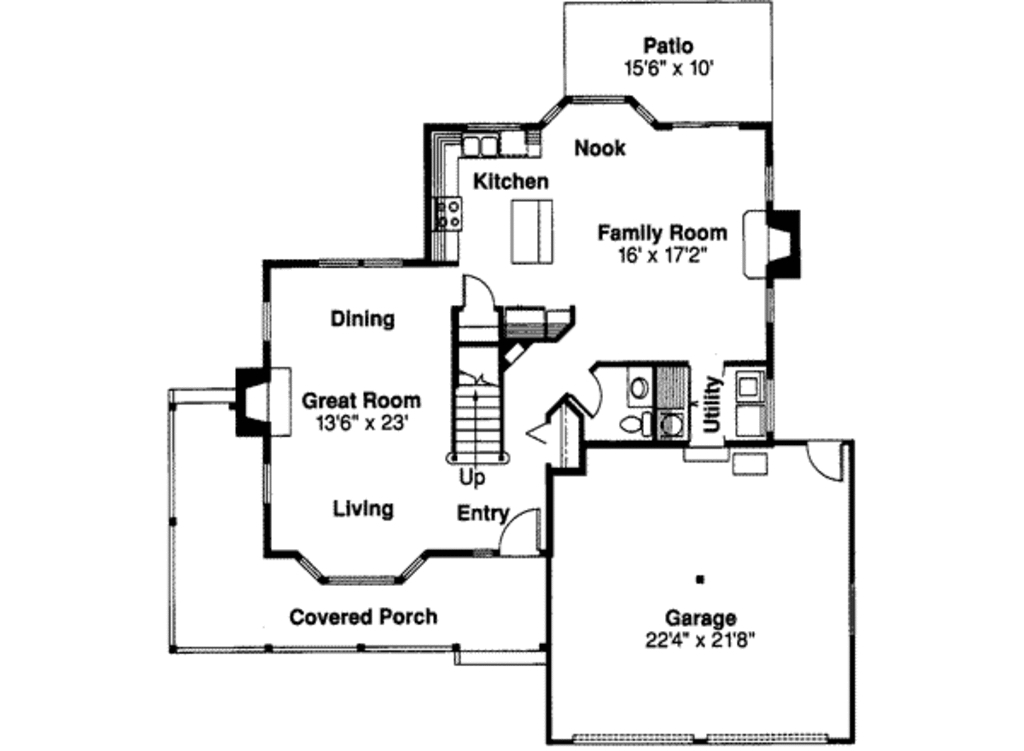 Patio
15'6" x 10'
Nook
Kitchen
Family Room
16' x 17'2"
Dining
Great Room
13'6" x 23'
Utility
Up
Living
Entry
Covered Porch
Garage
22'4" x 21'8"